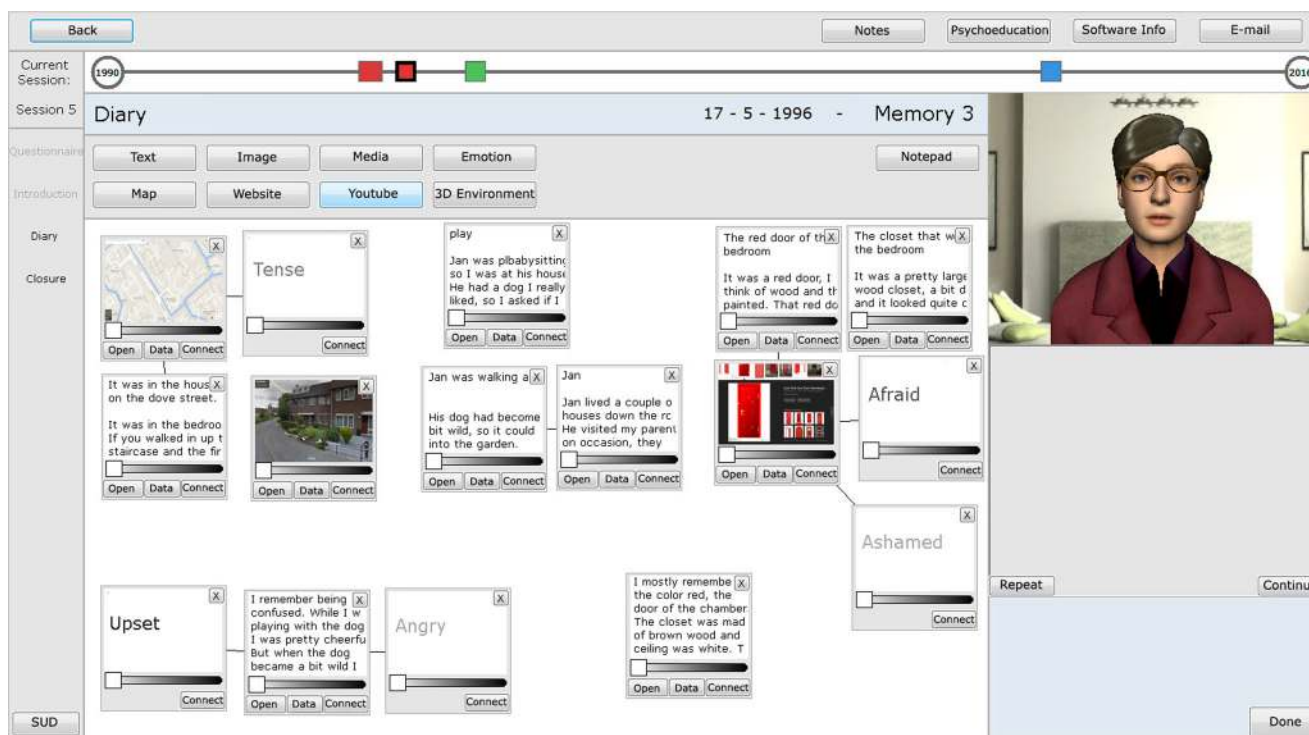 Back
Notes
Psychoeducation
Software Info
E-mail
Current
Session:
1990
2016
Session 5
Diary
17 - 5 - 1996 - Memory 3
Questionnaire
Introduction
Diary
Closure
Text
Image
Media
Emotion
Notepad
Map
Website
Youtube
3D Environment
X
Open Data Connect
X
Tense
Connect
play X
Jan was plbabysitting
so I was at his house
He had a dog I really
liked, so I asked if I
Open Data Connect
The red door of th X
bedroom
It was a red door, I
think of wood and th
painted. That red do
Open Data Connect
The closet that w X
the bedroom
It was a pretty large
wood closet, a bit d
and it looked quite c
Open Data Connect
It was in the hous X
on the dove street.
It was in the bedroo
If you walked in up t
staircase and the fir
Open Data Connect
X
Open Data Connect
Jan was walking a X
His dog had become
bit wild, so it could
into the garden.
Open Data Connect
Jan X
Jan lived a couple o
houses down the rc
He visited my parent
on occasion, they
Open Data Connect
X
Open Data Connect
X
Afraid
Connect
X
Ashamed
Connect
X
Upset
Connect
I remember being X
confused. While I w
playing with the dog
I was pretty cheerfu
But when the dog
became a bit wild I
Open Data Connect
X
Angry
Connect
I mostly remembe X
the color red, the
door of the chamber
The closet was mad
of brown wood and
ceiling was white. T
Open Data Connect
Repeat
Continu
SUD
Done